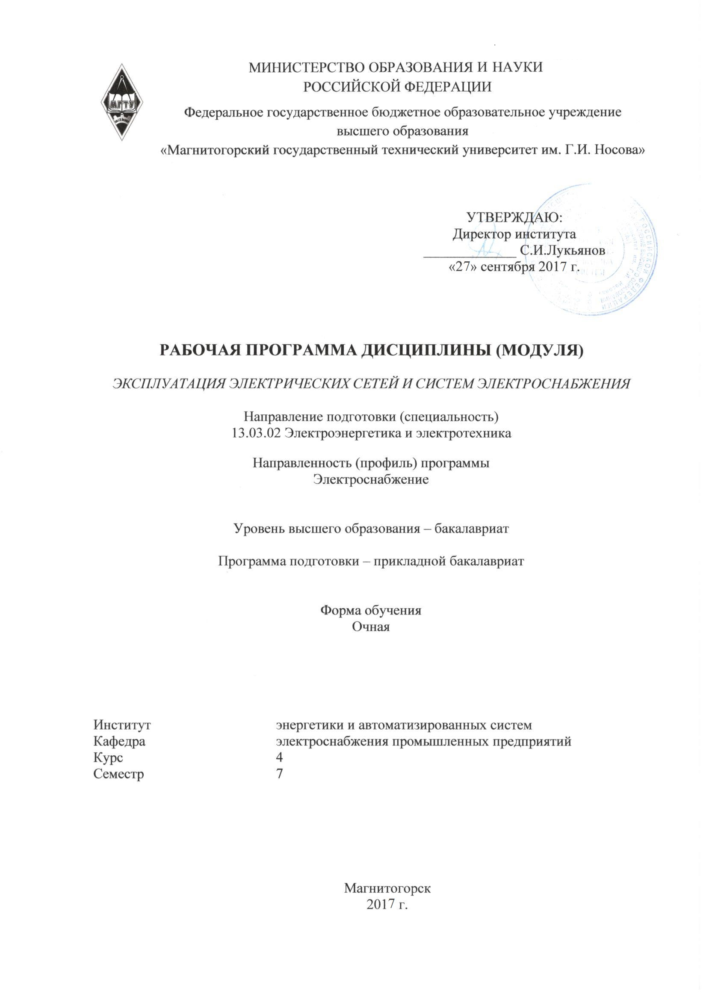 МИНИСТЕРСТВО ОБРАЗОВАНИЯ И НАУКИ
РОССИЙСКОЙ ФЕДЕРАЦИИ
МГТУ
Федеральное государственное бюджетное образовательное учреждение
высшего образования
«Магнитогорский государственный технический университет им. Г.И. Носова»
УТВЕРЖДАЮ:
Директор института
______________ С.И.Лукьянов
«27» сентября 2017 г.
РОССИЙСКОЙ ФЕДЕРАЦИИ
РАБОЧАЯ ПРОГРАММА ДИСЦИПЛИНЫ (МОДУЛЯ)
ЭКСПЛУАТАЦИЯ ЭЛЕКТРИЧЕСКИХ СЕТЕЙ И СИСТЕМ ЭЛЕКТРОСНАБЖЕНИЯ
Направление подготовки (специальность)
13.03.02 Электроэнергетика и электротехника
Направленность (профиль) программы
Электроснабжение
Уровень высшего образования – бакалавриат
Программа подготовки – прикладной бакалавриат
Форма обучения
Очная
Институт энергетики и автоматизированных систем
Кафедра электроснабжения промышленных предприятий
Курс 4
Семестр 7
Магнитогорск
2017 г.